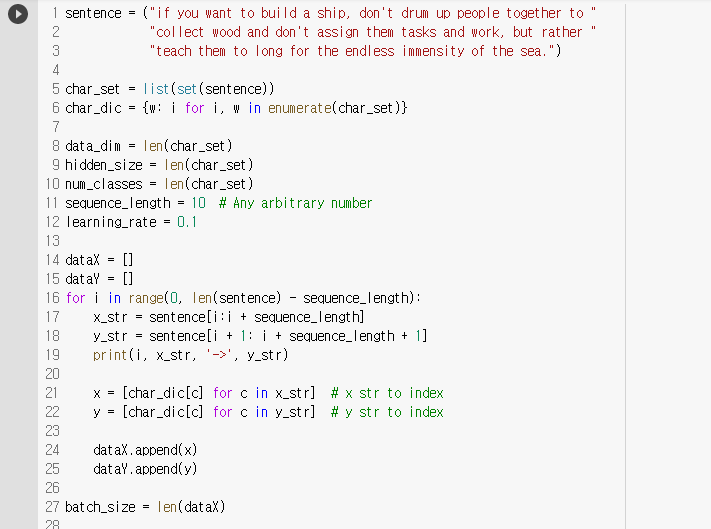 1 sentence = ("if you want to build a ship, don't drum up people together to "
2             "collect wood and don't assign them tasks and work, but rather "
3             "teach them to long for the endless immensity of the sea.")
4
5 char_set = list(set(sentence))
6 char_dic = {w: i for i, w in enumerate(char_set)}
7
8 data_dim = len(char_set)
9 hidden_size = len(char_set)
10 num_classes = len(char_set)
11 sequence_length = 10  # Any arbitrary number
12 learning_rate = 0.1
13
14 dataX = []
15 dataY = []
16 for i in range(0, len(sentence) - sequence_length):
17     x_str = sentence[i:i + sequence_length]
18     y_str = sentence[i + 1: i + sequence_length + 1]
19     print(i, x_str, '->', y_str)
20
21     x = [char_dic[c] for c in x_str]  # x str to index
22     y = [char_dic[c] for c in y_str]  # y str to index
23
24     dataX.append(x)
25     dataY.append(y)
26
27 batch_size = len(dataX)
28